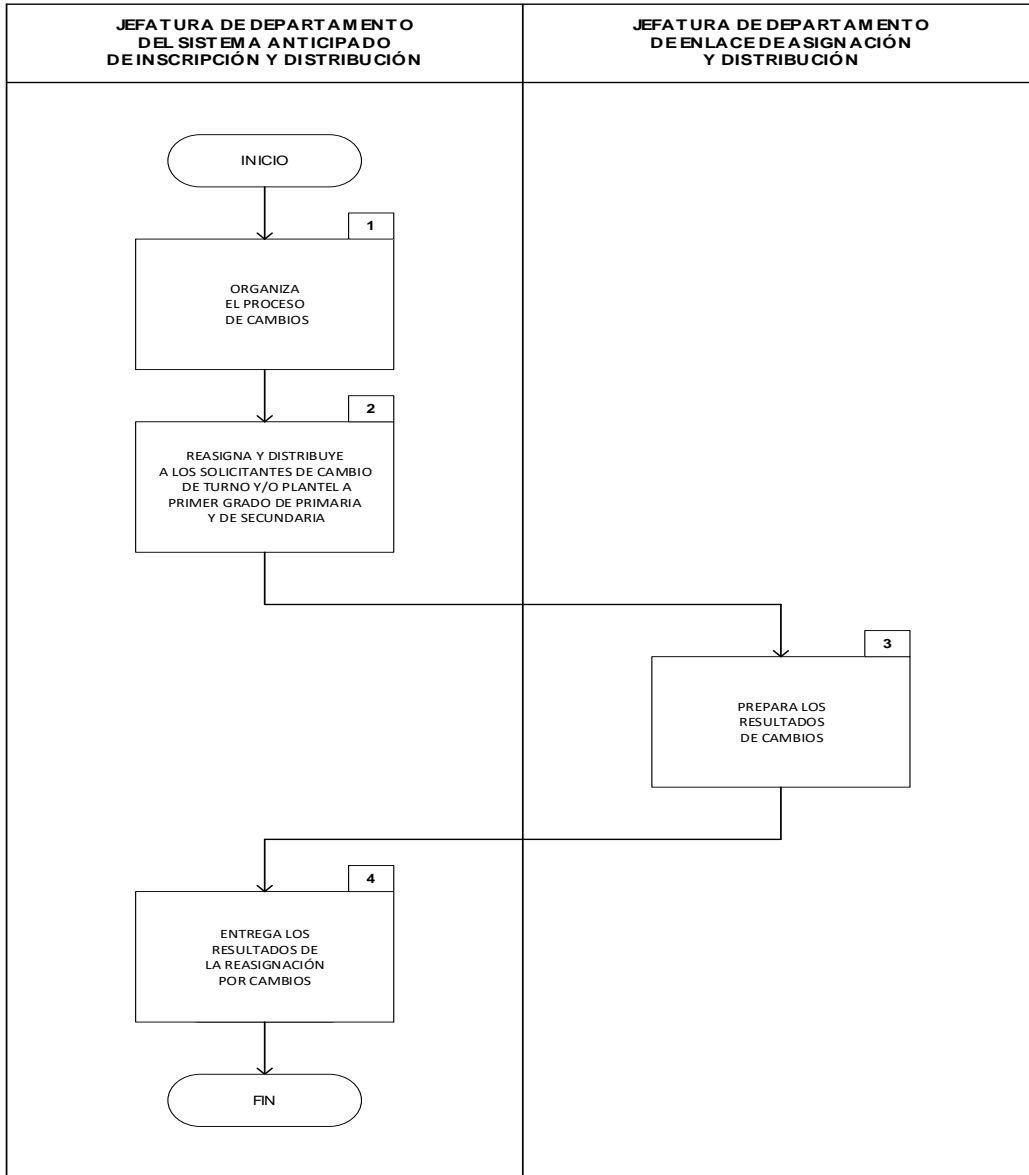 JEFATURA DE DEPARTAMENTO
DEL SISTEMA ANTICIPADO
DE INSCRIPCIÓN Y DISTRIBUCIÓN
JEFATURA DE DEPARTAMENTO
DE ENLACE DE ASIGNACIÓN
Y DISTRIBUCIÓN
INICIO
1
ORGANIZA
EL PROCESO
DE CAMBIOS
2
REASIGNA Y DISTRIBUYE
A LOS SOLICITANTES DE CAMBIO
DE TURNO Y/O PLANTEL A
PRIMER GRADO DE PRIMARIA
Y DE SECUNDARIA
3
PREPARA LOS
RESULTADOS
DE CAMBIOS
4
ENTREGA LOS
RESULTADOS DE
LA REASIGNACIÓN
POR CAMBIOS
FIN